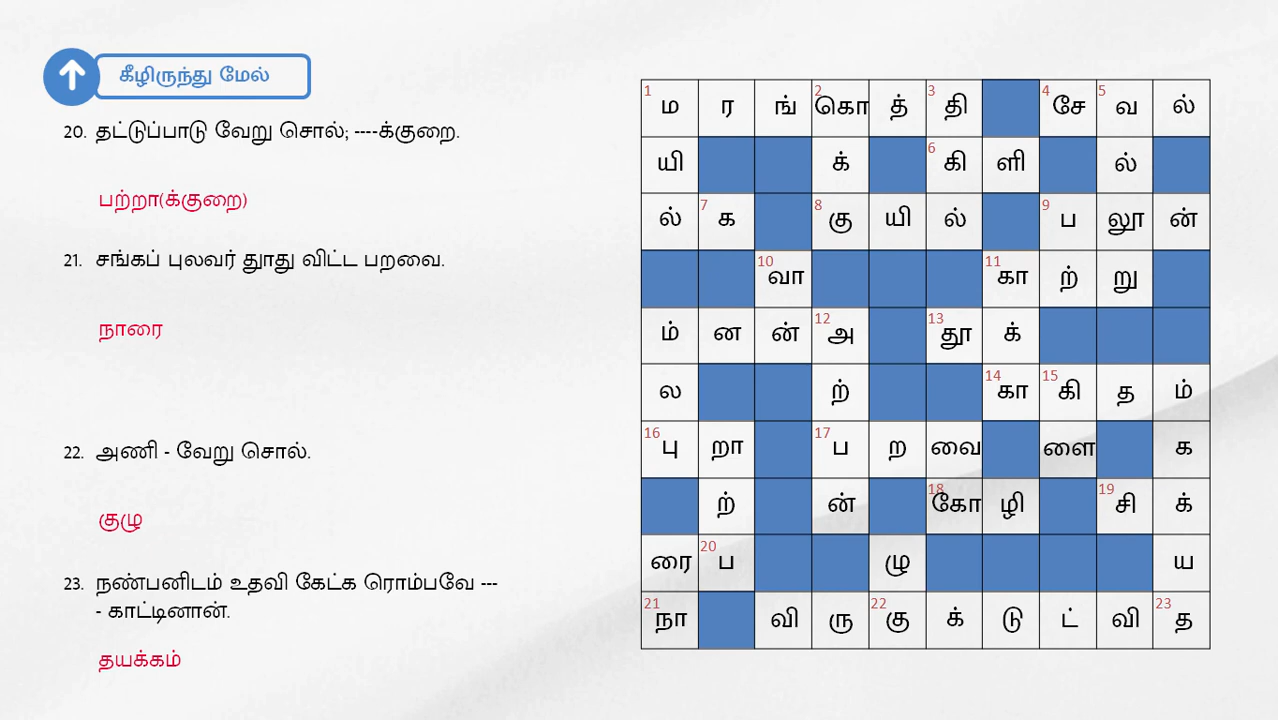 கீழிருந்து மேல்
20. தட்டுப்பாடு வேறு சொல்; ----க்குறை.
பற்றா(க்குறை)
21. சங்கப் புலவர் தூது விட்ட பறவை.
நாரை
22. அணி - வேறு சொல்.
குழு
23. நண்பனிடம் உதவி கேட்க ரொம்பவே ---
- காட்டினான்.
தயக்கம்
1 ம ர ங் 2 கொ த் 3 தி 4 சே 5 வ ல்
யி க் 6 கி ளி ல்
ல் 7 க 8 கு யி ல் 9 ப லூ ன்
10 வா 11 கா ற் று
ம் ன ன் 12 அ 13 தூ க்
ல ற் 14 கா 15 கி த ம்
16 பு றா 17 ப ற வை ளை க
ற் ன் 18 கோ ழி 19 சி க்
ரை 20 ப ழு ய
21 நா வி ரு 22 கு க் டு ட் வி 23 த